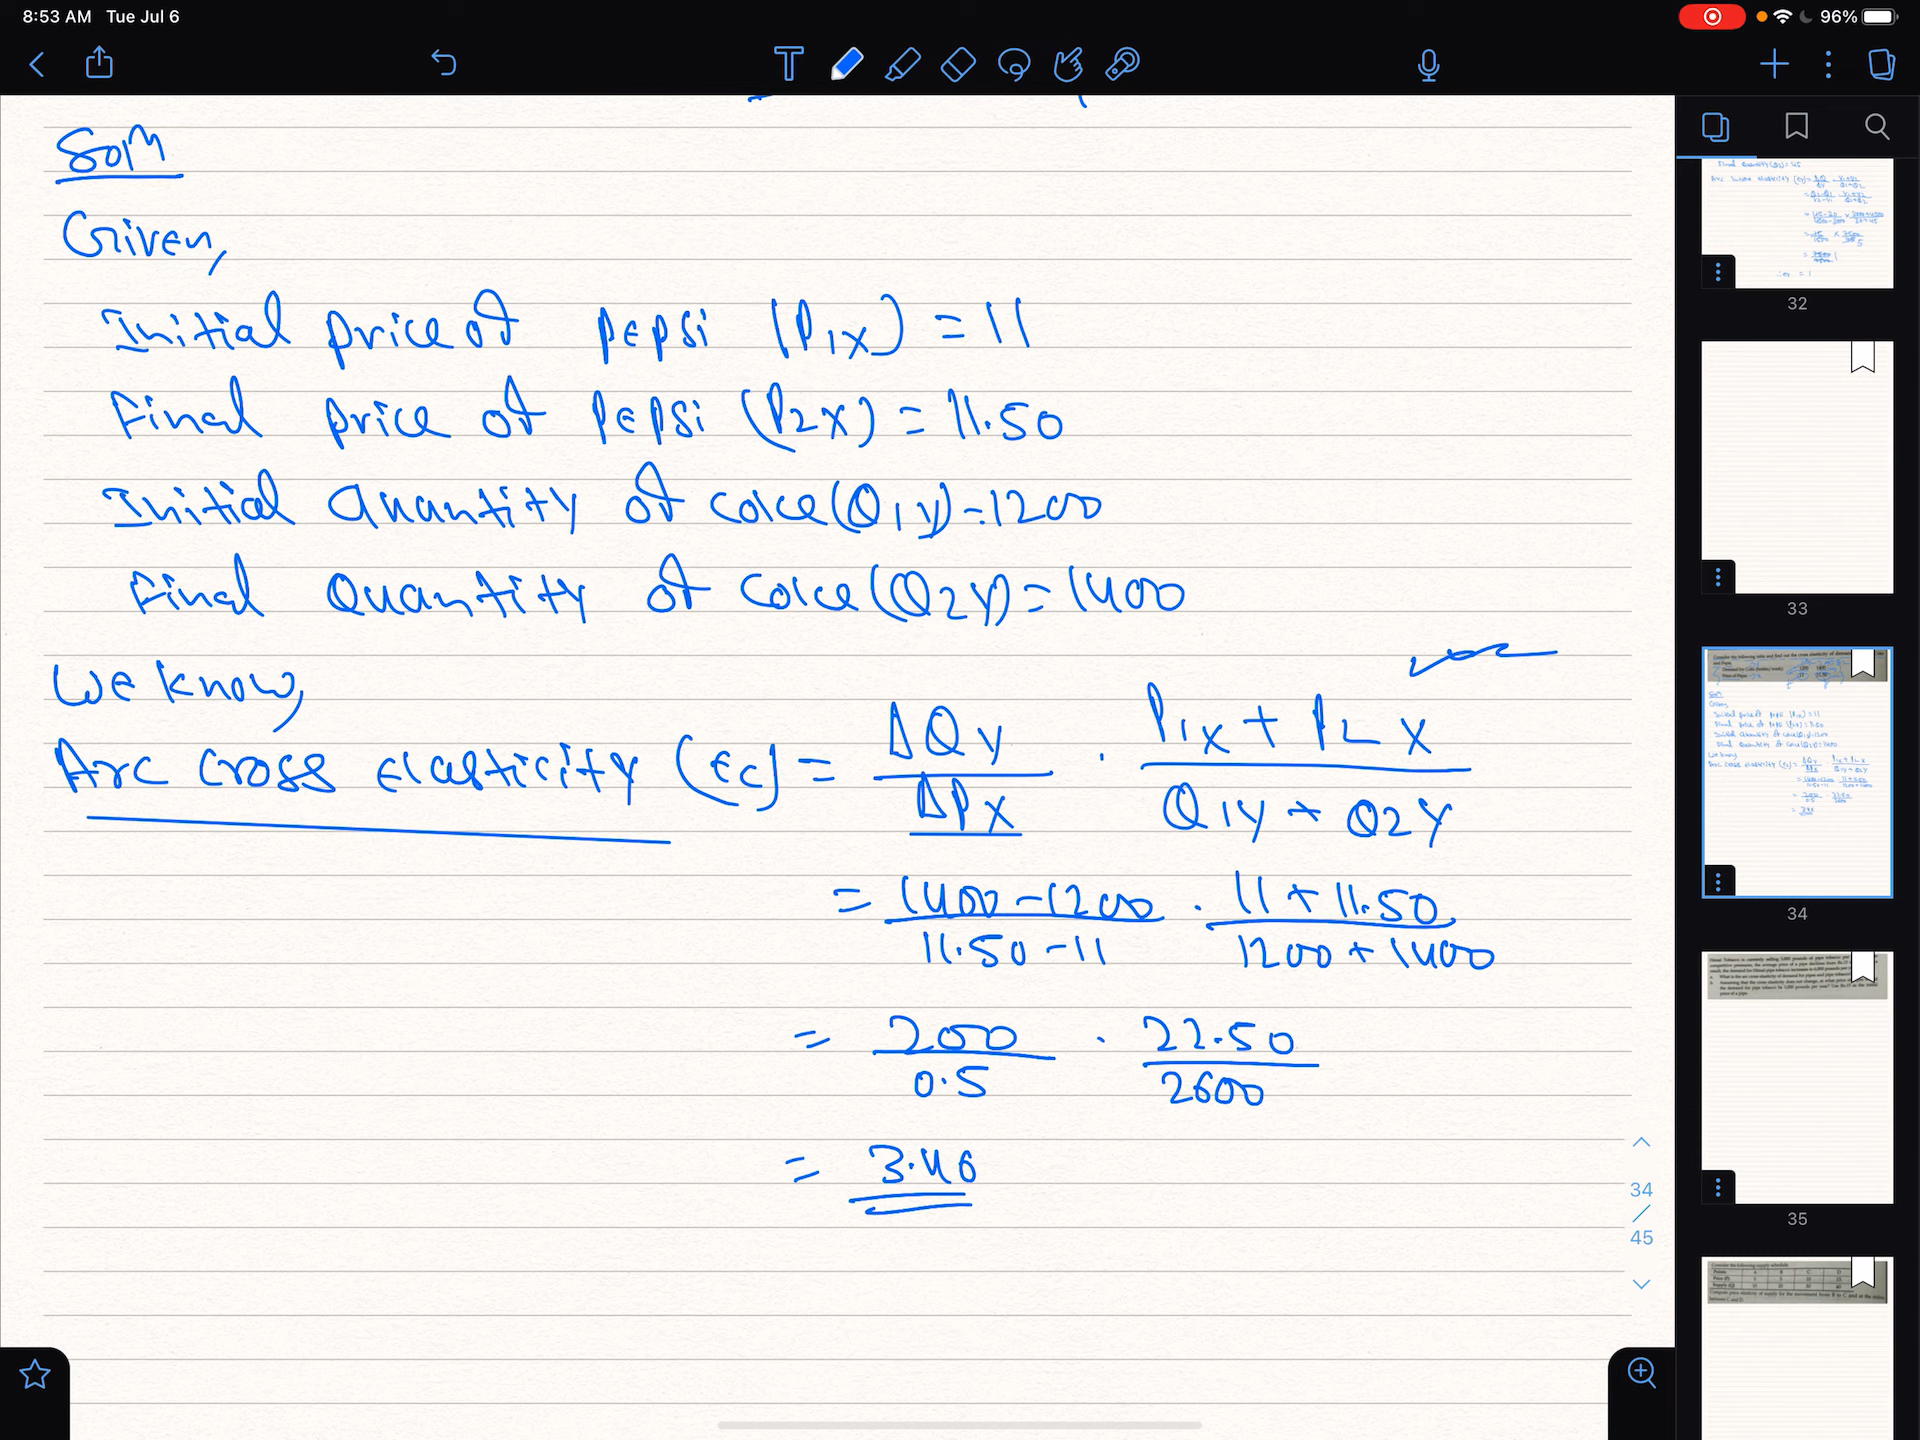 8:53 AM Tue Jul 6
96%
Soln
Given,
Initial price of pepsi (P1x) = 11
Final price of pepsi (P2x) = 11.50
Initial Quantity of coke (Q1y) = 1200
Final Quantity of coke (Q2y) = 1400
We know,
Arc cross elasticity (Ec) = ΔQy / ΔPx . P1x + P2x / Q1y + Q2y
= 1400 - 1200 / 11.50 - 11 . 11 + 11.50 / 1200 + 1400
= 200 / 0.5 . 22.50 / 2600
= 3.46
34
/
45
32
33
34
35